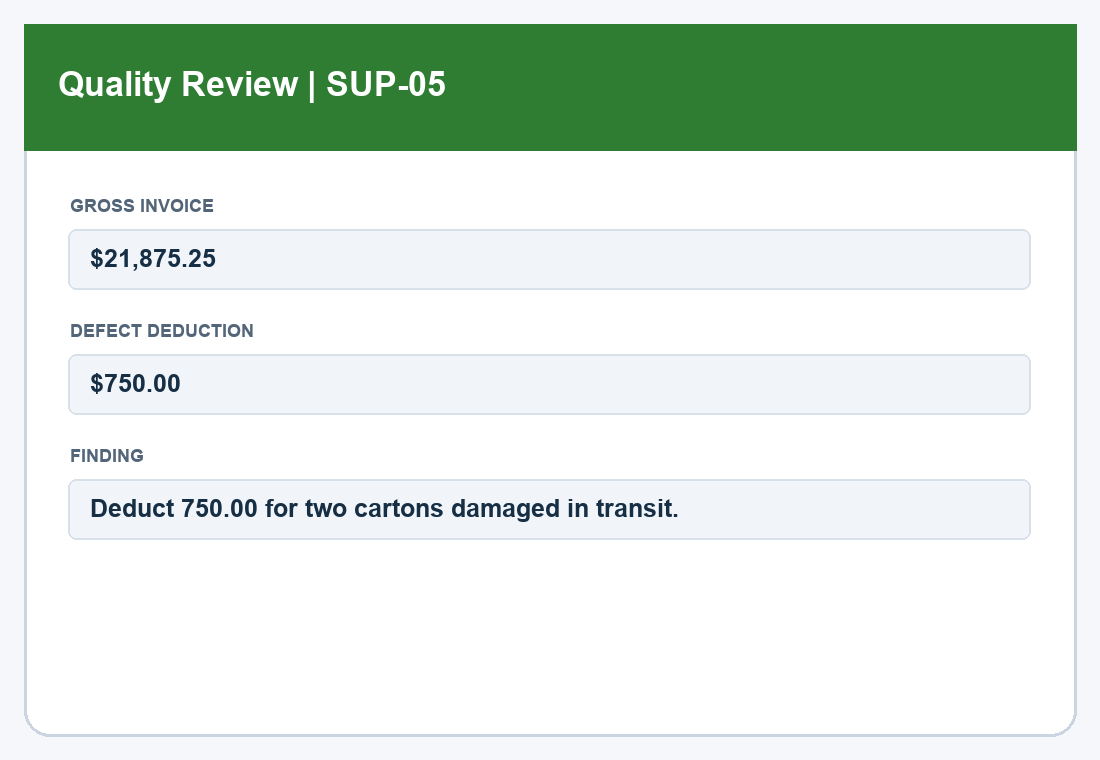 Quality Review | SUP-05
GROSS INVOICE
$21,875.25
DEFECT DEDUCTION
$750.00
FINDING
Deduct 750.00 for two cartons damaged in transit.